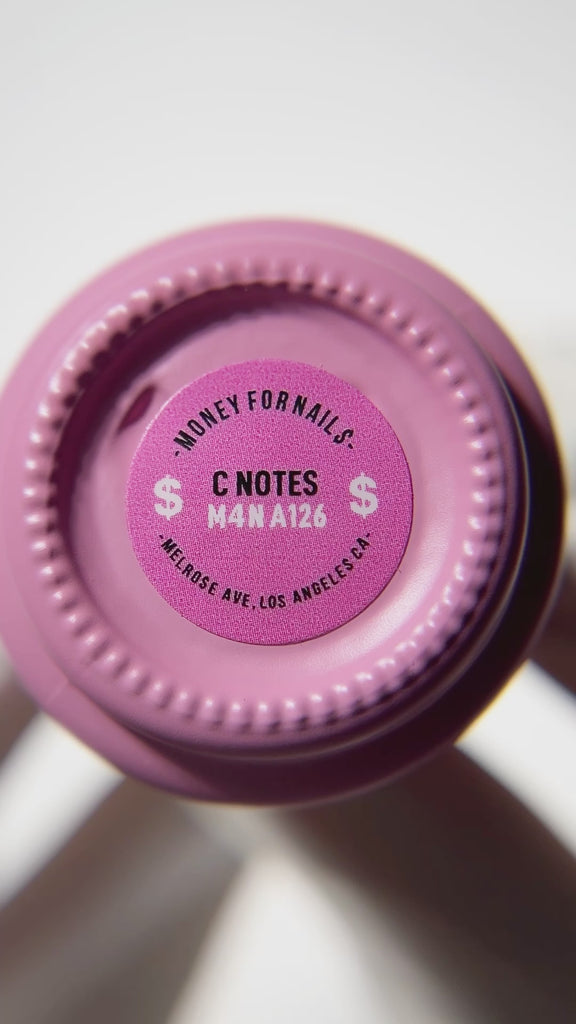 -MONEY FOR NAILS-
C NOTES
$ M4N A126 $
-MELROSE AVE, LOS ANGELES CA-